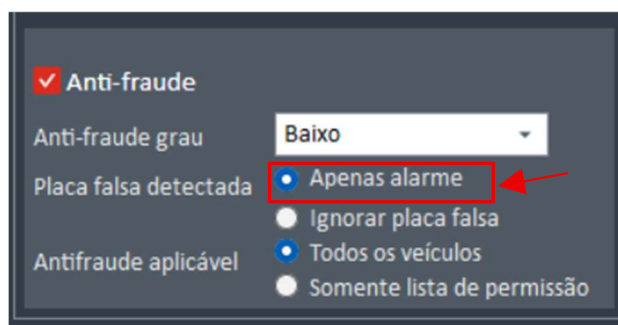 Anti-fraude
Anti-fraude grau Baixo
Placa falsa detectada Apenas alarme
Ignorar placa falsa
Antifraude aplicável Todos os veículos
Somente lista de permissão